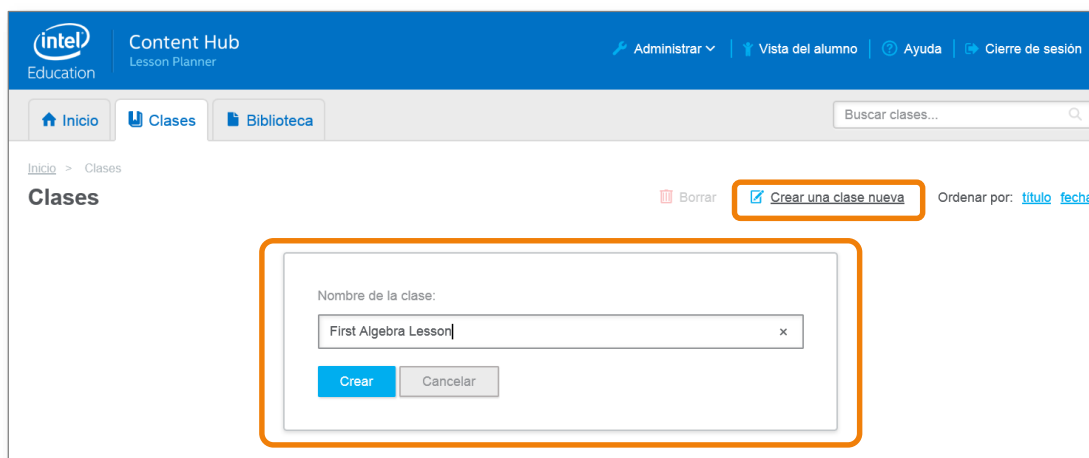 intel Education
Content Hub
Lesson Planner
Administrar
Vista del alumno
Ayuda
Cierre de sesión
Inicio
Clases
Biblioteca
Buscar clases...
Inicio > Clases
Clases
Borrar
Crear una clase nueva
Ordenar por: título fecha
Nombre de la clase:
First Algebra Lesson
Crear
Cancelar